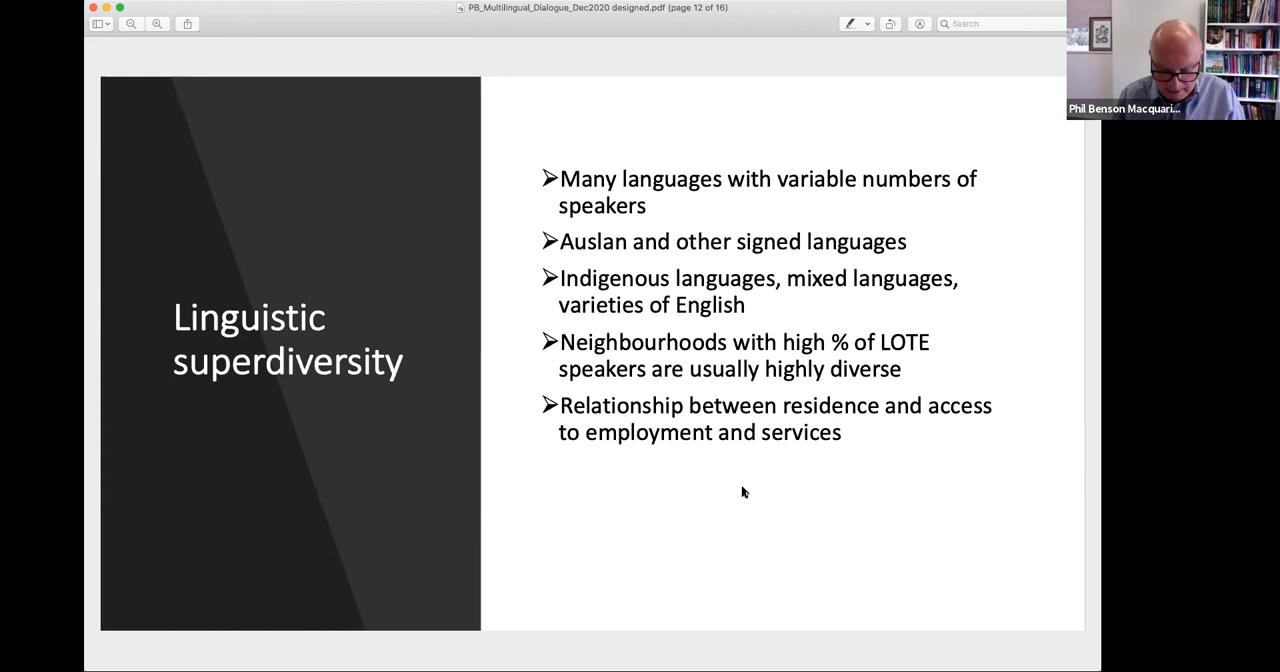 PB_Multilingual_Dialogue_Dec2020 designed.pdf (page 12 of 16)
Search
Phil Benson Macquari...
Linguistic
superdiversity
➢Many languages with variable numbers of
speakers
➢Auslan and other signed languages
➢Indigenous languages, mixed languages,
varieties of English
➢Neighbourhoods with high % of LOTE
speakers are usually highly diverse
➢Relationship between residence and access
to employment and services